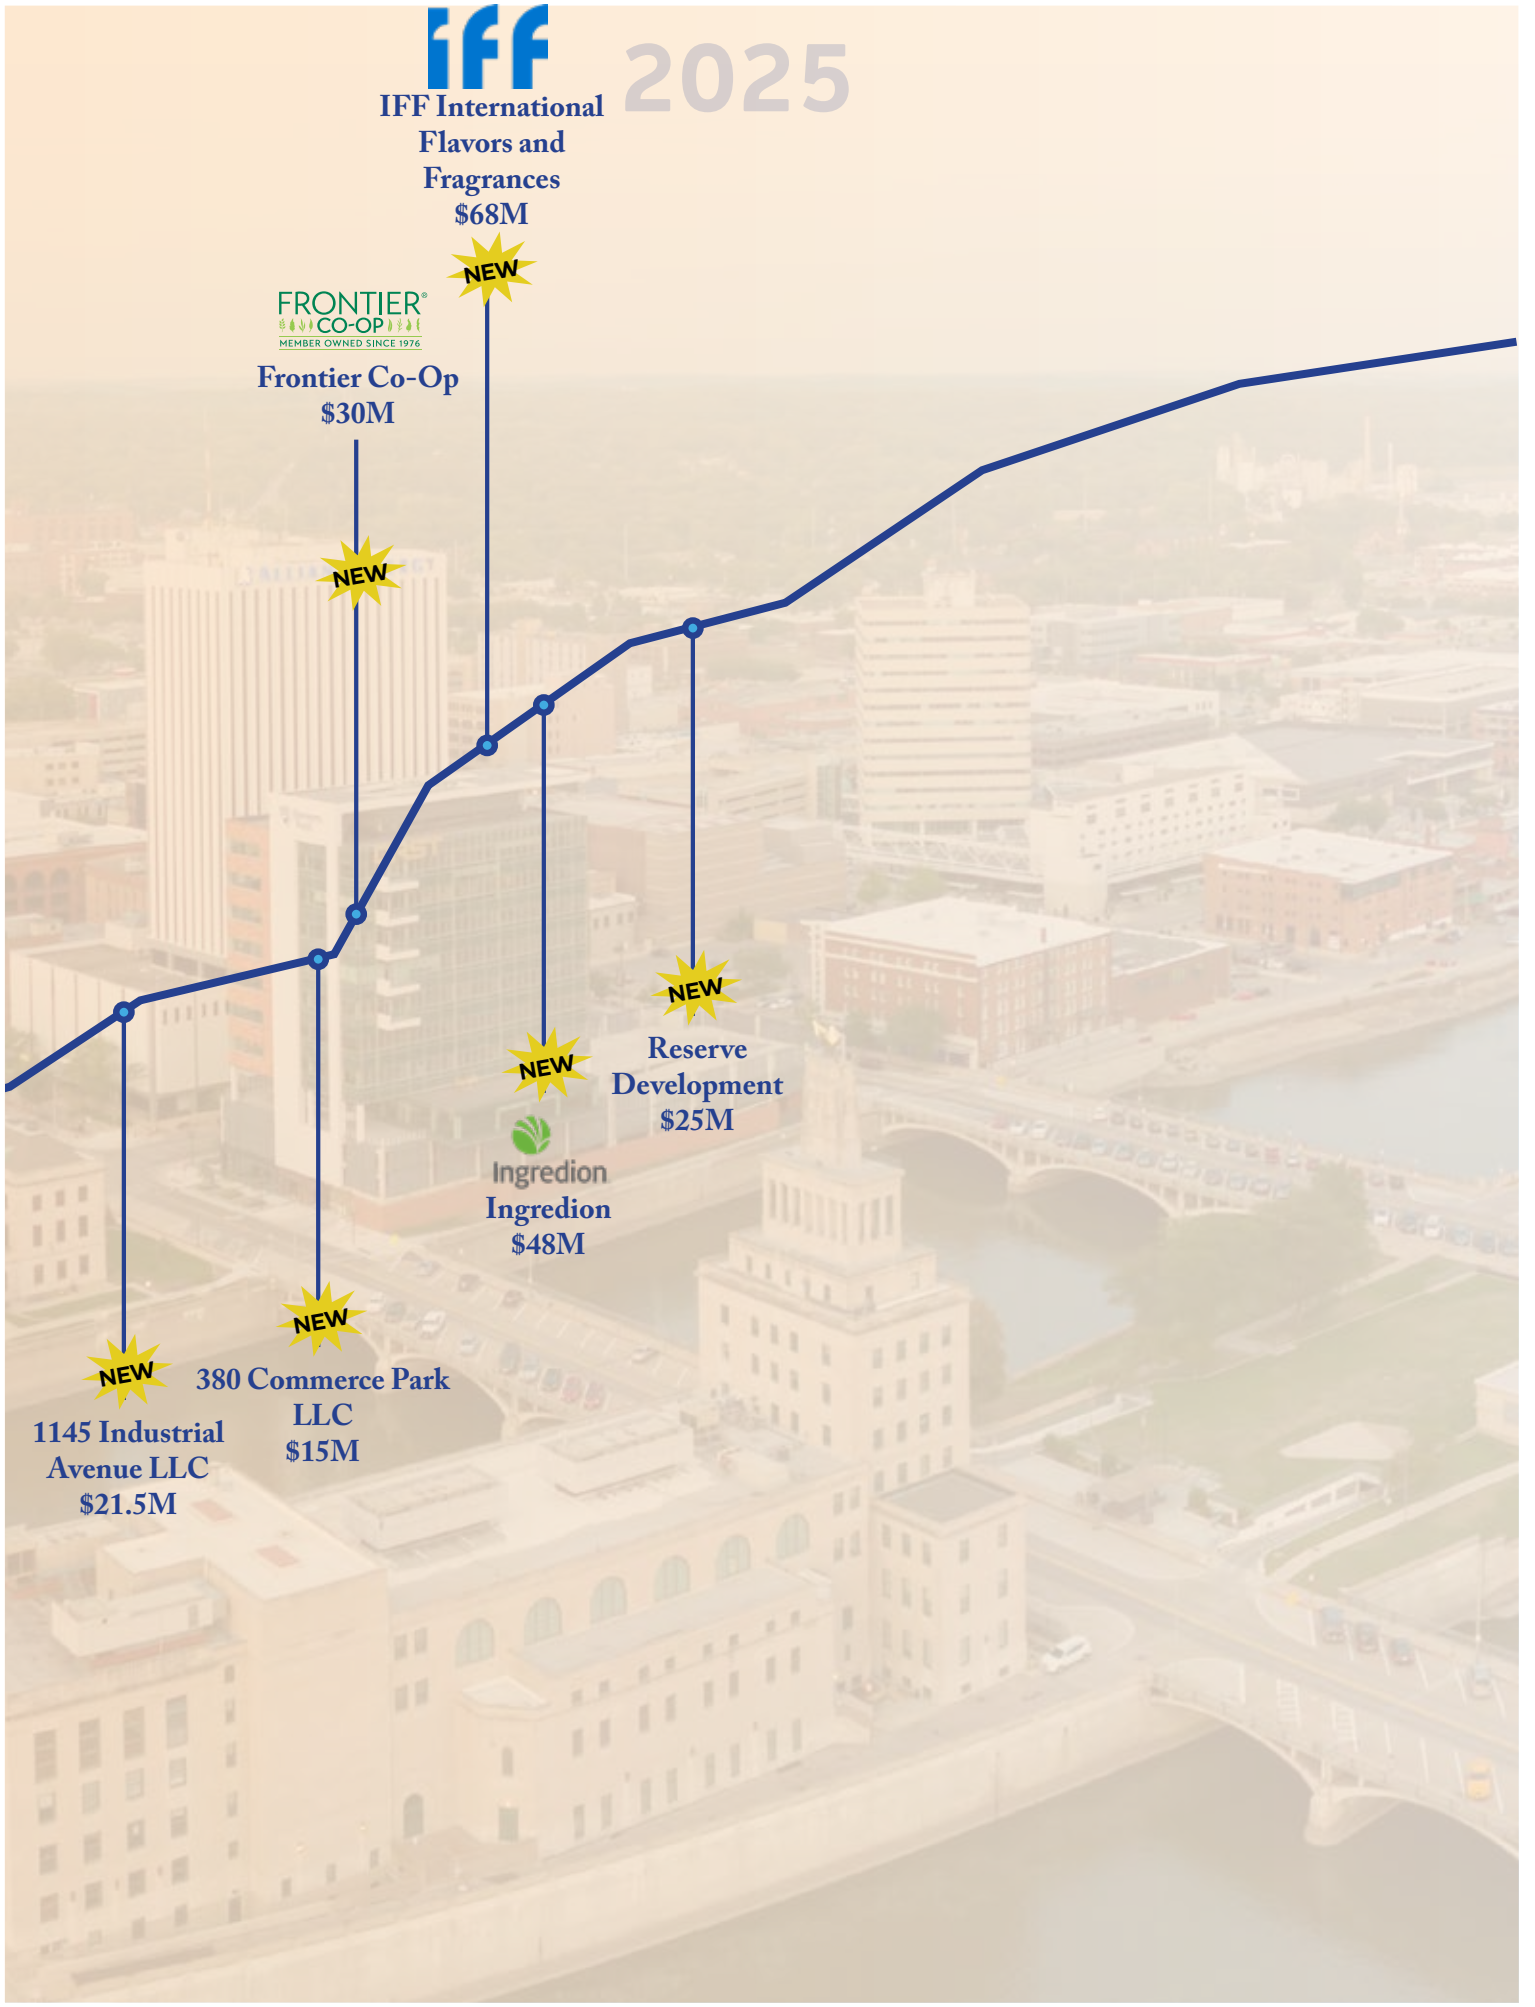 iff
2025
IFF International
Flavors and
Fragrances
$68M
NEW
FRONTIER®
CO-OP
MEMBER OWNED SINCE 1976
Frontier Co-Op
$30M
NEW
NEW
Reserve
Development
$25M
NEW
Ingredion
Ingredion
$48M
NEW
380 Commerce Park
LLC
$15M
NEW
1145 Industrial
Avenue LLC
$21.5M